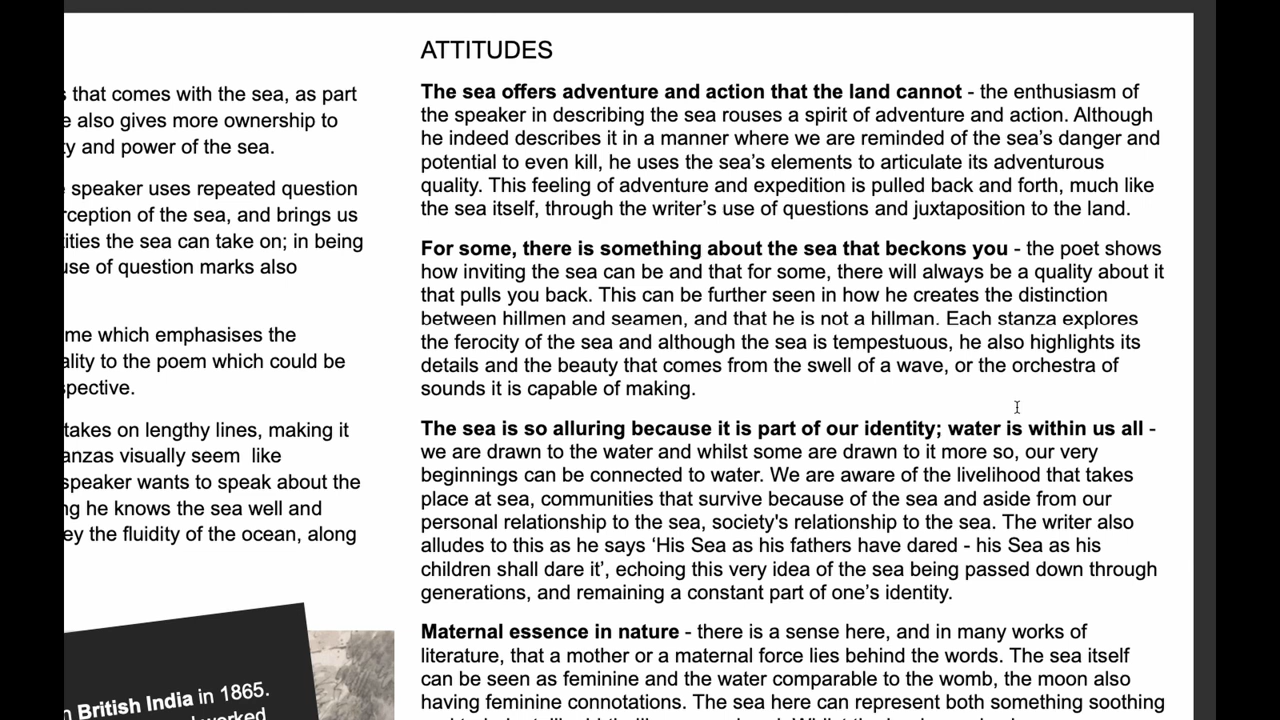 that comes with the sea, as part
also gives more ownership to
and power of the sea.
speaker uses repeated question
of the sea, and brings us
the sea can take on; in being
use of question marks also
which emphasises the
to the poem which could be
takes on lengthy lines, making it
visually seem like
speaker wants to speak about the
he knows the sea well and
the fluidity of the ocean, along
British India in 1865.
worked
ATTITUDES
The sea offers adventure and action that the land cannot - the enthusiasm of
the speaker in describing the sea rouses a spirit of adventure and action. Although
he indeed describes it in a manner where we are reminded of the sea's danger and
potential to even kill, he uses the sea's elements to articulate its adventurous
quality. This feeling of adventure and expedition is pulled back and forth, much like
the sea itself, through the writer's use of questions and juxtaposition to the land.
For some, there is something about the sea that beckons you - the poet shows
how inviting the sea can be and that for some, there will always be a quality about it
that pulls you back. This can be further seen in how he creates the distinction
between hillmen and seamen, and that he is not a hillman. Each stanza explores
the ferocity of the sea and although the sea is tempestuous, he also highlights its
details and the beauty that comes from the swell of a wave, or the orchestra of
sounds it is capable of making.
The sea is so alluring because it is part of our identity; water is within us all -
we are drawn to the water and whilst some are drawn to it more so, our very
beginnings can be connected to water. We are aware of the livelihood that takes
place at sea, communities that survive because of the sea and aside from our
personal relationship to the sea, society's relationship to the sea. The writer also
alludes to this as he says ‘His Sea as his fathers have dared - his Sea as his
children shall dare it’, echoing this very idea of the sea being passed down through
generations, and remaining a constant part of one's identity.
Maternal essence in nature - there is a sense here, and in many works of
literature, that a mother or a maternal force lies behind the words. The sea itself
can be seen as feminine and the water comparable to the womb, the moon also
having feminine connotations. The sea here can represent both something soothing